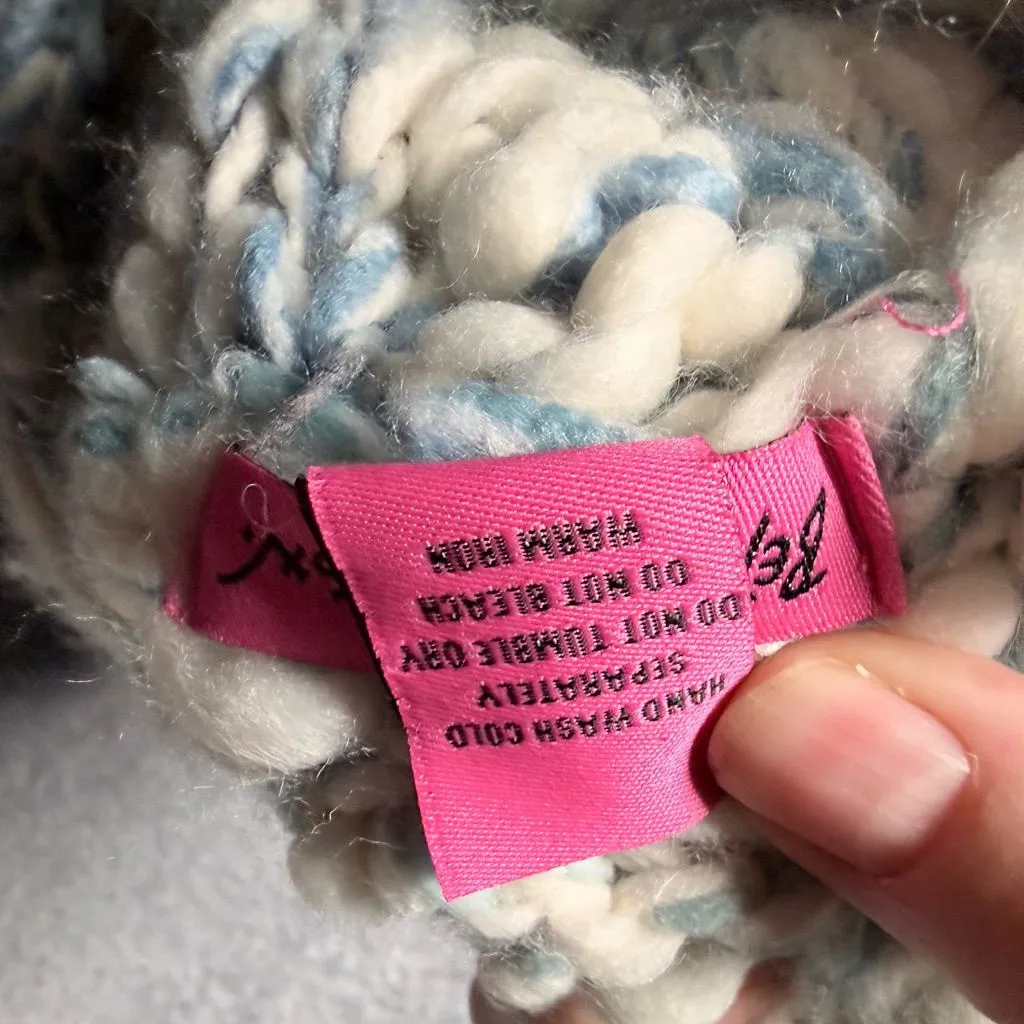 HAND WASH COLD
SEPARATELY
DO NOT TUMBLE DRY
DO NOT BLEACH
WARM IRON